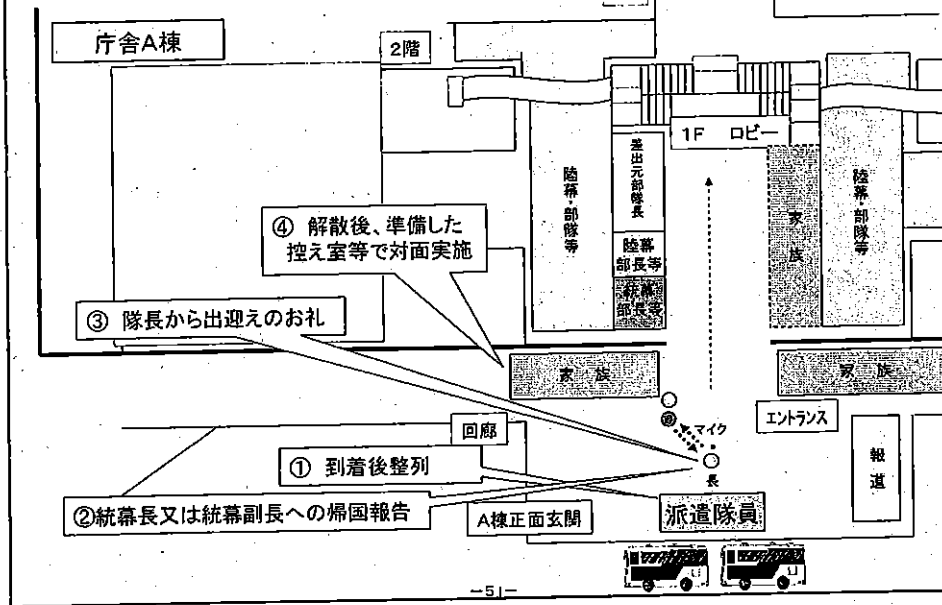 庁舎A棟
2階
1F ロビー
陸幕・部隊等
差出元部隊長
陸幕
部長等
統幕
部長等
家族
陸幕・部隊等
④ 解散後、準備した
控え室等で対面実施
③ 隊長から出迎えのお礼
家 族
家 族
エントランス
マイク
回廊
長
報道
① 到着後整列
②統幕長又は統幕副長への帰国報告
A棟正面玄関
派遣隊員
-51-